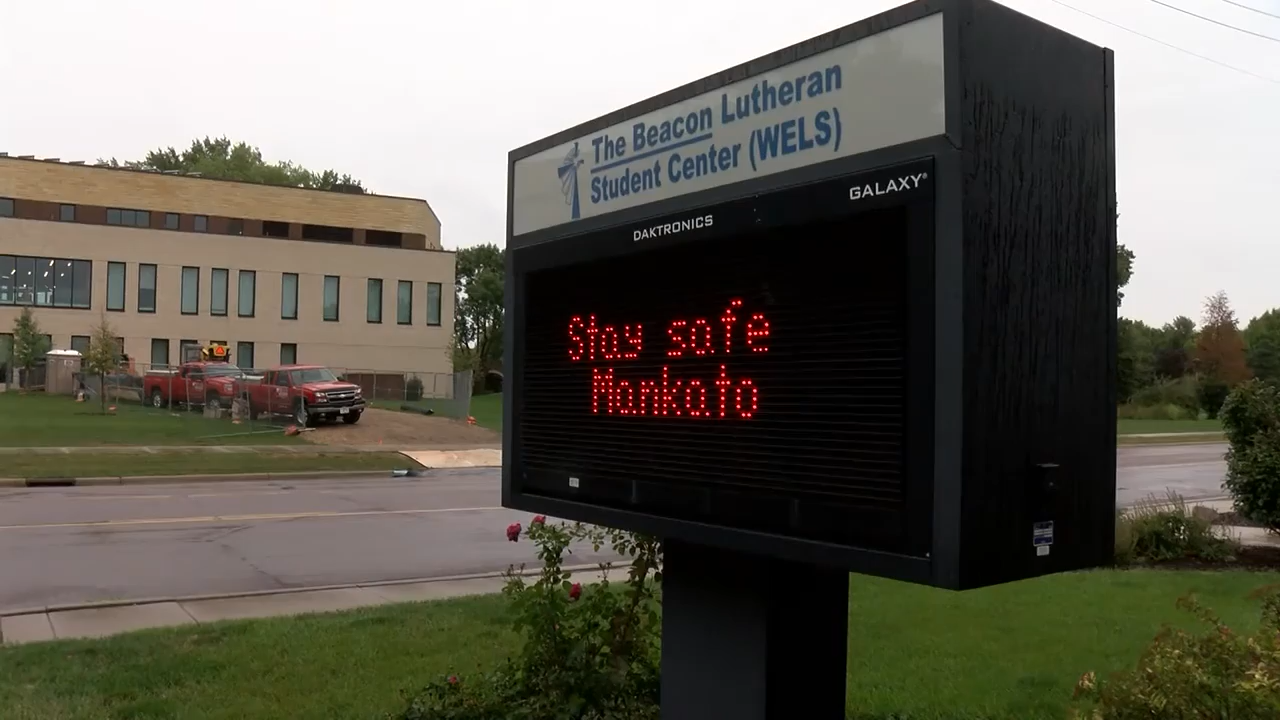 The Beacon Lutheran
Student Center (WELS)
DAKTRONICS
GALAXY®
Stay safe
Mankato